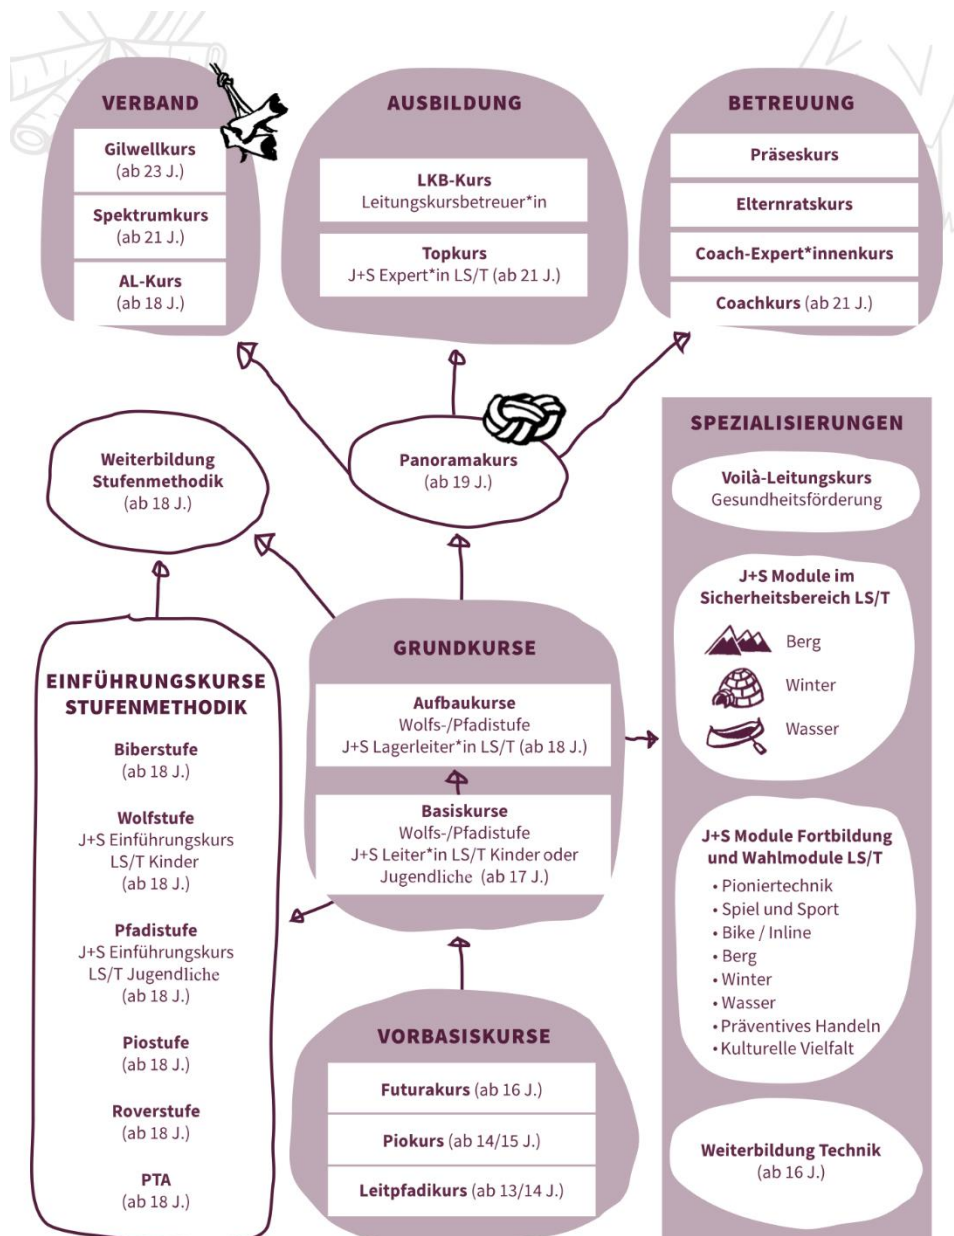 VERBAND
Gilwellkurs
(ab 23 J.)
Spektrumkurs
(ab 21 J.)
AL-Kurs
(ab 18 J.)
AUSBILDUNG
LKB-Kurs
Leitungskursbetreuer*in
Topkurs
J+S Expert*in LS/T (ab 21 J.)
BETREUUNG
Präseskurs
Elternratskurs
Coach-Expert*innenkurs
Coachkurs (ab 21 J.)
Weiterbildung
Stufenmethodik
(ab 18 J.)
Panoramakurs
(ab 19 J.)
SPEZIALISIERUNGEN
Voilà-Leitungskurs
Gesundheitsförderung
J+S Module im
Sicherheitsbereich LS/T
Berg
Winter
Wasser
J+S Module Fortbildung
und Wahlmodule LS/T
• Pioniertechnik
• Spiel und Sport
• Bike / Inline
• Berg
• Winter
• Wasser
• Präventives Handeln
• Kulturelle Vielfalt
Weiterbildung Technik
(ab 16 J.)
GRUNDKURSE
Aufbaukurse
Wolfs-/Pfadistufe
J+S Lagerleiter*in LS/T (ab 18 J.)
Basiskurse
Wolfs-/Pfadistufe
J+S Leiter*in LS/T Kinder oder
Jugendliche (ab 17 J.)
EINFÜHRUNGSKURSE
STUFENMETHODIK
Biberstufe
(ab 18 J.)
Wolfstufe
J+S Einführungskurs
LS/T Kinder
(ab 18 J.)
Pfadistufe
J+S Einführungskurs
LS/T Jugendliche
(ab 18 J.)
Piostufe
(ab 18 J.)
Roverstufe
(ab 18 J.)
PTA
(ab 18 J.)
VORBASISKURSE
Futurakurs (ab 16 J.)
Piokurs (ab 14/15 J.)
Leitpfadikurs (ab 13/14 J.)